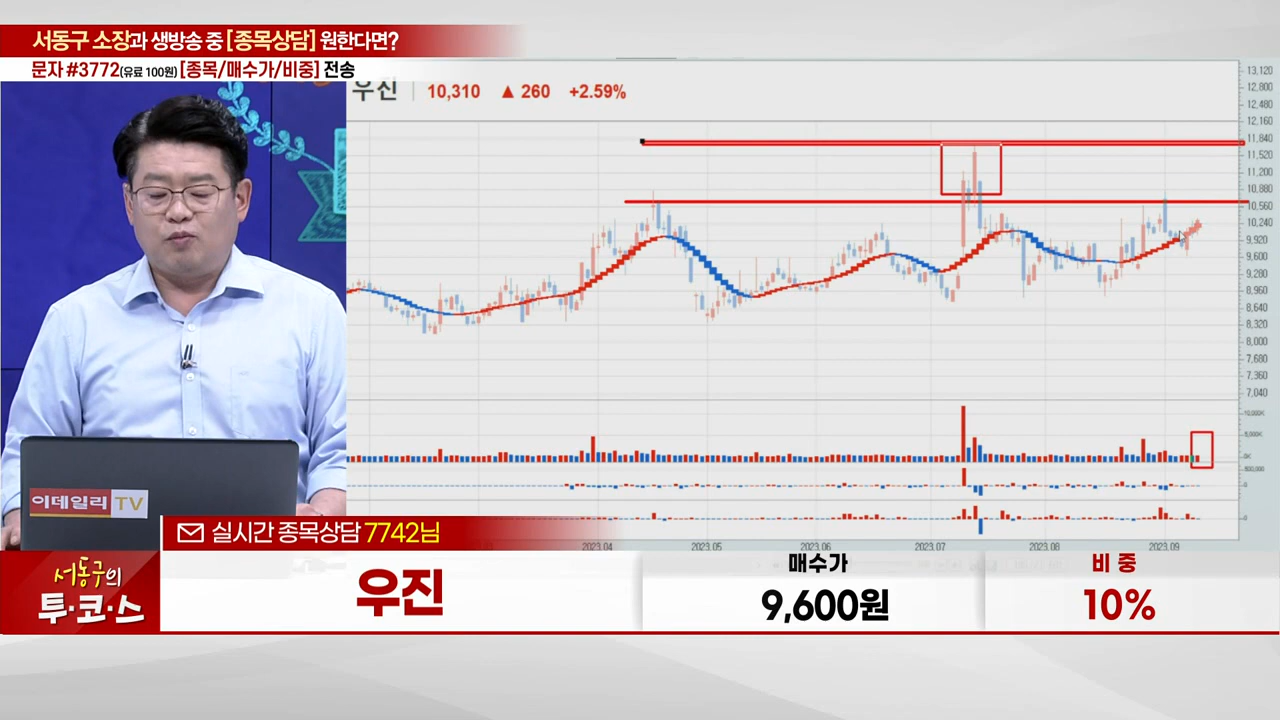 서동구 소장과 생방송 중 [종목상담] 원한다면?
문자 #3772(유료 100원) [종목/매수가/비중] 전송
우진 10,310 ▲ 260 +2.59%
13,120
12,800
12,480
12,160
11,840
11,520
11,200
10,880
10,560
10,240
9,920
9,600
9,280
8,960
8,640
8,320
8,000
7,680
7,360
7,040
이데일리 TV
실시간 종목상담 7742님
2023.04 2023.05 2023.06 2023.07 2023.08 2023.09
서동구의
투·코·스
우진
매수가
9,600원
비 중
10%